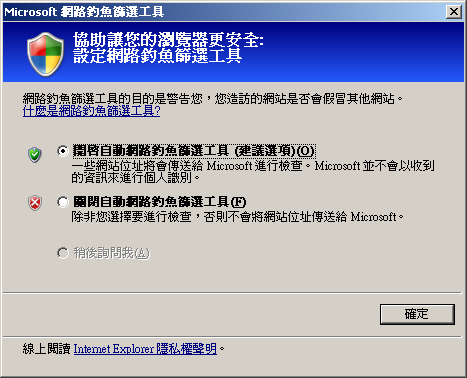 Microsoft 網路釣魚篩選工具
協助讓您的瀏覽器更安全:
設定網路釣魚篩選工具
網路釣魚篩選工具的目的是警告您，您造訪的網站是否會假冒其他網站。
什麼是網路釣魚篩選工具?
開啓自動網路釣魚篩選工具 (建議選項)(O)
一些網站位址將會傳送給 Microsoft 進行檢查。Microsoft 並不會以收到
的資訊來進行個人識別。
關閉自動網路釣魚篩選工具(F)
除非您選擇要進行檢查，否則不會將網站位址傳送給 Microsoft。
稍後詢問我(A)
確定
線上閱讀 Internet Explorer 隱私權聲明。